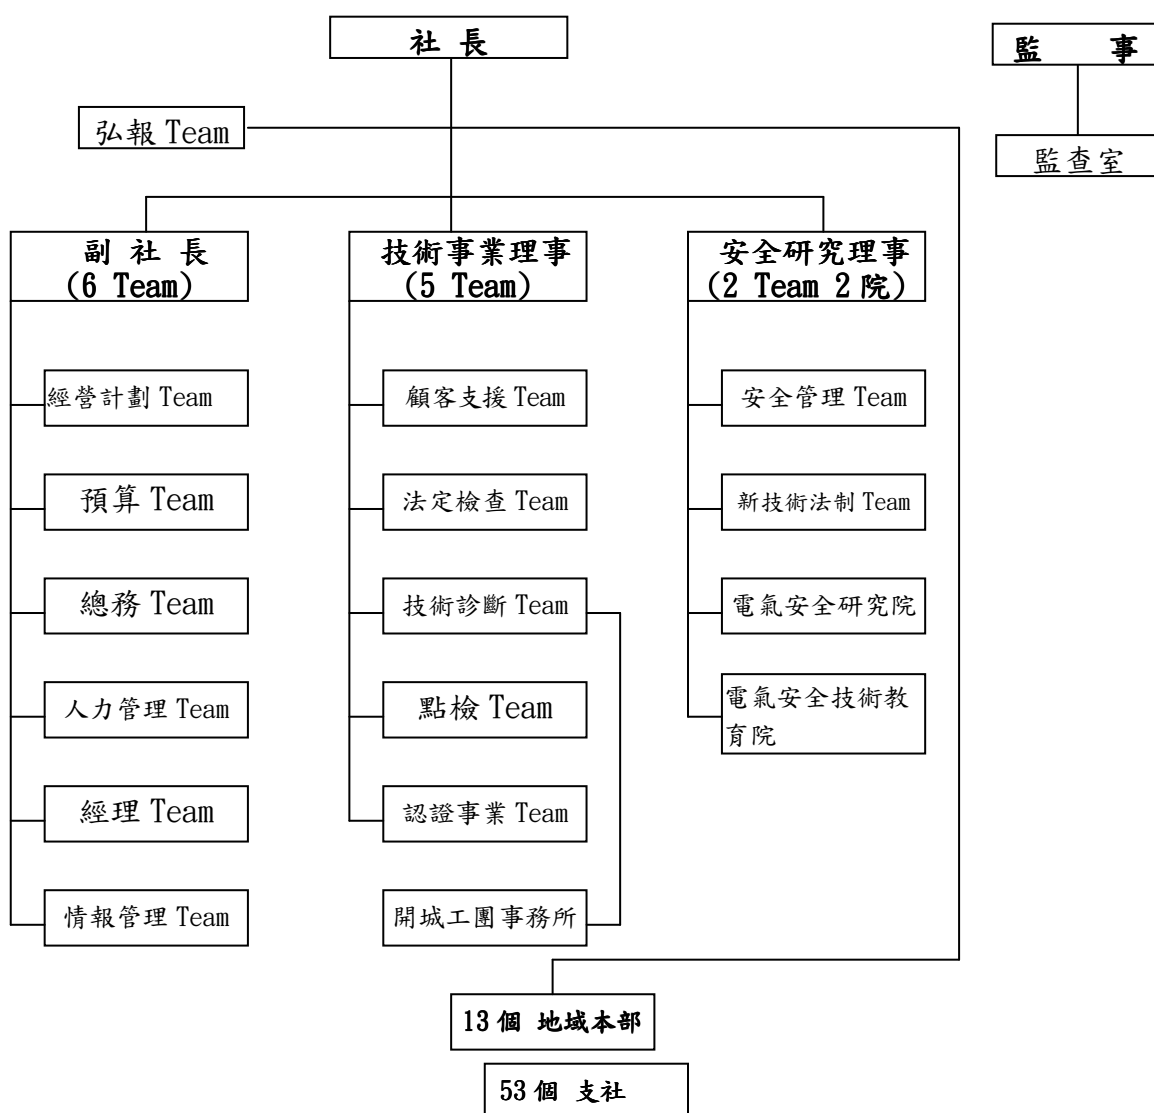 社 長
監 事
弘報 Team
監查室
副 社 長
(6 Team)
技術事業理事
(5 Team)
安全研究理事
(2 Team 2院)
經營計劃 Team
顧客支援 Team
安全管理 Team
預算 Team
法定檢查 Team
新技術法制 Team
總務 Team
技術診斷 Team
電氣安全研究院
人力管理 Team
點檢 Team
電氣安全技術教
育院
經理 Team
認證事業 Team
情報管理 Team
開城工團事務所
13個 地域本部
53個 支社